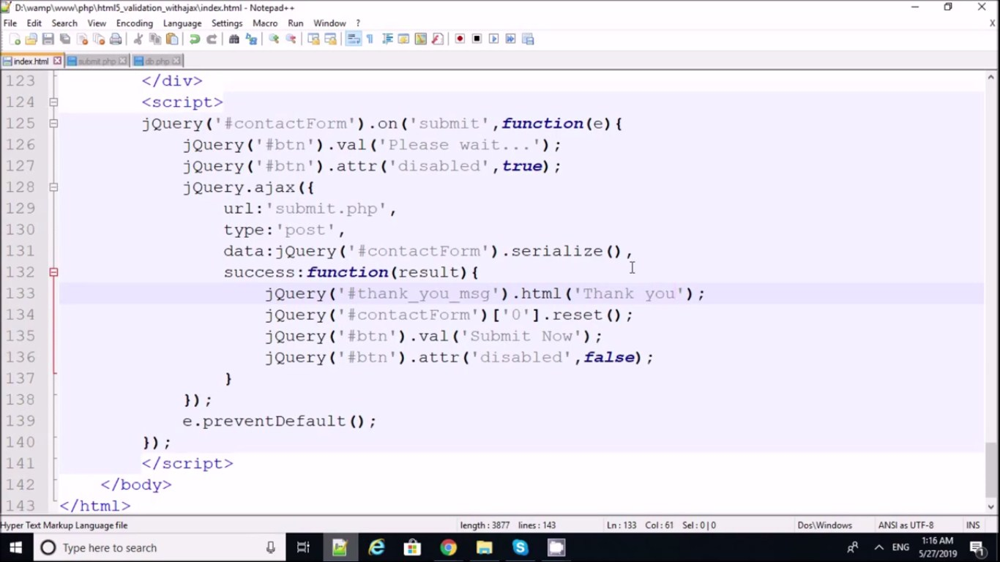 D:\wamp\www\php\html5_validation_withajax\index.html - Notepad++
File Edit Search View Encoding Language Settings Macro Run Window ? X
index.html submit.php db.php
123 </div>
124 <script>
125 jQuery('#contactForm').on('submit',function(e){
126 jQuery('#btn').val('Please wait...');
127 jQuery('#btn').attr('disabled',true);
128 jQuery.ajax({
129 url:'submit.php',
130 type:'post',
131 data:jQuery('#contactForm').serialize(),
132 success:function(result){
133 jQuery('#thank_you_msg').html('Thank you');
134 jQuery('#contactForm')['0'].reset();
135 jQuery('#btn').val('Submit Now');
136 jQuery('#btn').attr('disabled',false);
137 }
138 });
139 e.preventDefault();
140 });
141 </script>
142 </body>
143 </html>
Hyper Text Markup Language file length : 3877 lines : 143 Ln : 133 Col : 61 Sel : 0 | 0 Dos\Windows ANSI as UTF-8 INS
Type here to search ENG 1:16 AM
5/27/2019 1